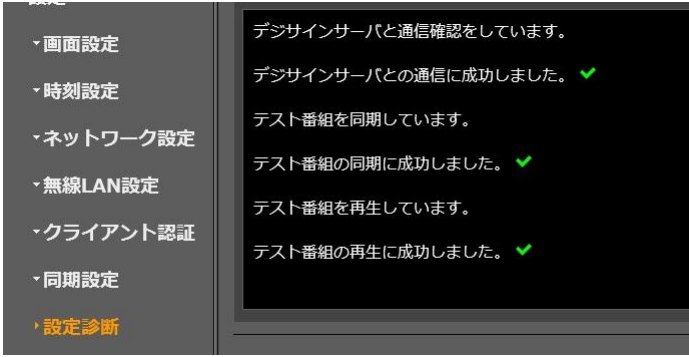 設定
画面設定
時刻設定
ネットワーク設定
無線LAN設定
クライアント認証
同期設定
設定診断
デジサインサーバと通信確認をしています。
デジサインサーバとの通信に成功しました。 ✔
テスト番組を同期しています。
テスト番組の同期に成功しました。 ✔
テスト番組を再生しています。
テスト番組の再生に成功しました。 ✔